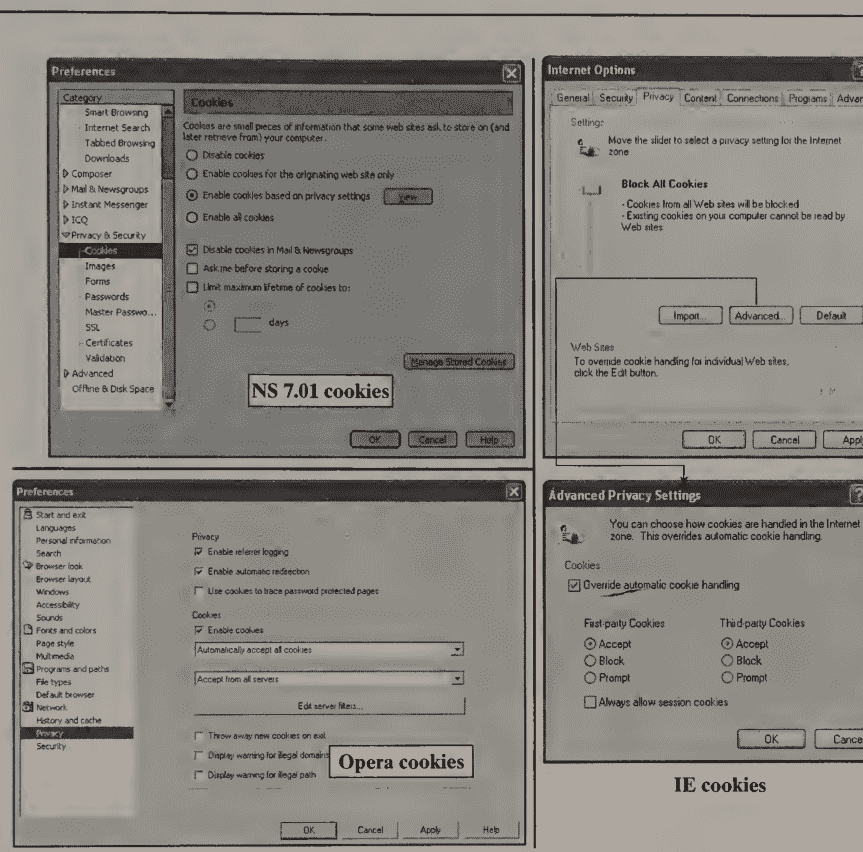 Preferences
Category
Smart Browsing
Internet Search
Tabbed Browsing
Downloads
Composer
Mail & Newsgroups
Instant Messenger
ICQ
Privacy & Security
Cookies
Images
Forms
Passwords
Master Passwo...
SSL
Certificates
Validation
Advanced
Offline & Disk Space
Cookies
Cookies are small pieces of information that some web sites ask to store on (and
later retrieve from) your computer.
Disable cookies
Enable cookies for the originating web site only
Enable cookies based on privacy settings View
Enable all cookies
Disable cookies in Mail & Newsgroups
Ask me before storing a cookie
Limit maximum lifetime of cookies to:
days
Manage Stored Cookies
NS 7.01 cookies
OK Cancel Help
Internet Options
General Security Privacy Content Connections Programs Advan
Settings
Move the slider to select a privacy setting for the Internet
zone
Block All Cookies
- Cookies from all Web sites will be blocked
- Existing cookies on your computer cannot be read by
Web sites
Import... Advanced... Default
Web Sites
To override cookie handling for individual Web sites,
click the Edit button.
OK Cancel Apply
Preferences
Start and exit
Languages
Personal information
Search
Browser look
Browser layout
Windows
Accessibility
Sounds
Fonts and colors
Page style
Multimedia
Programs and paths
File types
Default browser
Network
History and cache
Privacy
Security
Privacy
Enable referrer logging
Enable automatic redirection
Use cookies to trace password protected pages
Cookies
Enable cookies
Automatically accept all cookies
Accept from all servers
Edit server filters...
Throw away new cookies on exit
Display warning for illegal domains
Display warning for illegal path
Opera cookies
OK Cancel Apply Help
Advanced Privacy Settings
You can choose how cookies are handled in the Internet
zone. This overrides automatic cookie handling.
Cookies
Override automatic cookie handling
First-party Cookies Third-party Cookies
Accept Accept
Block Block
Prompt Prompt
Always allow session cookies
OK Cance
IE cookies